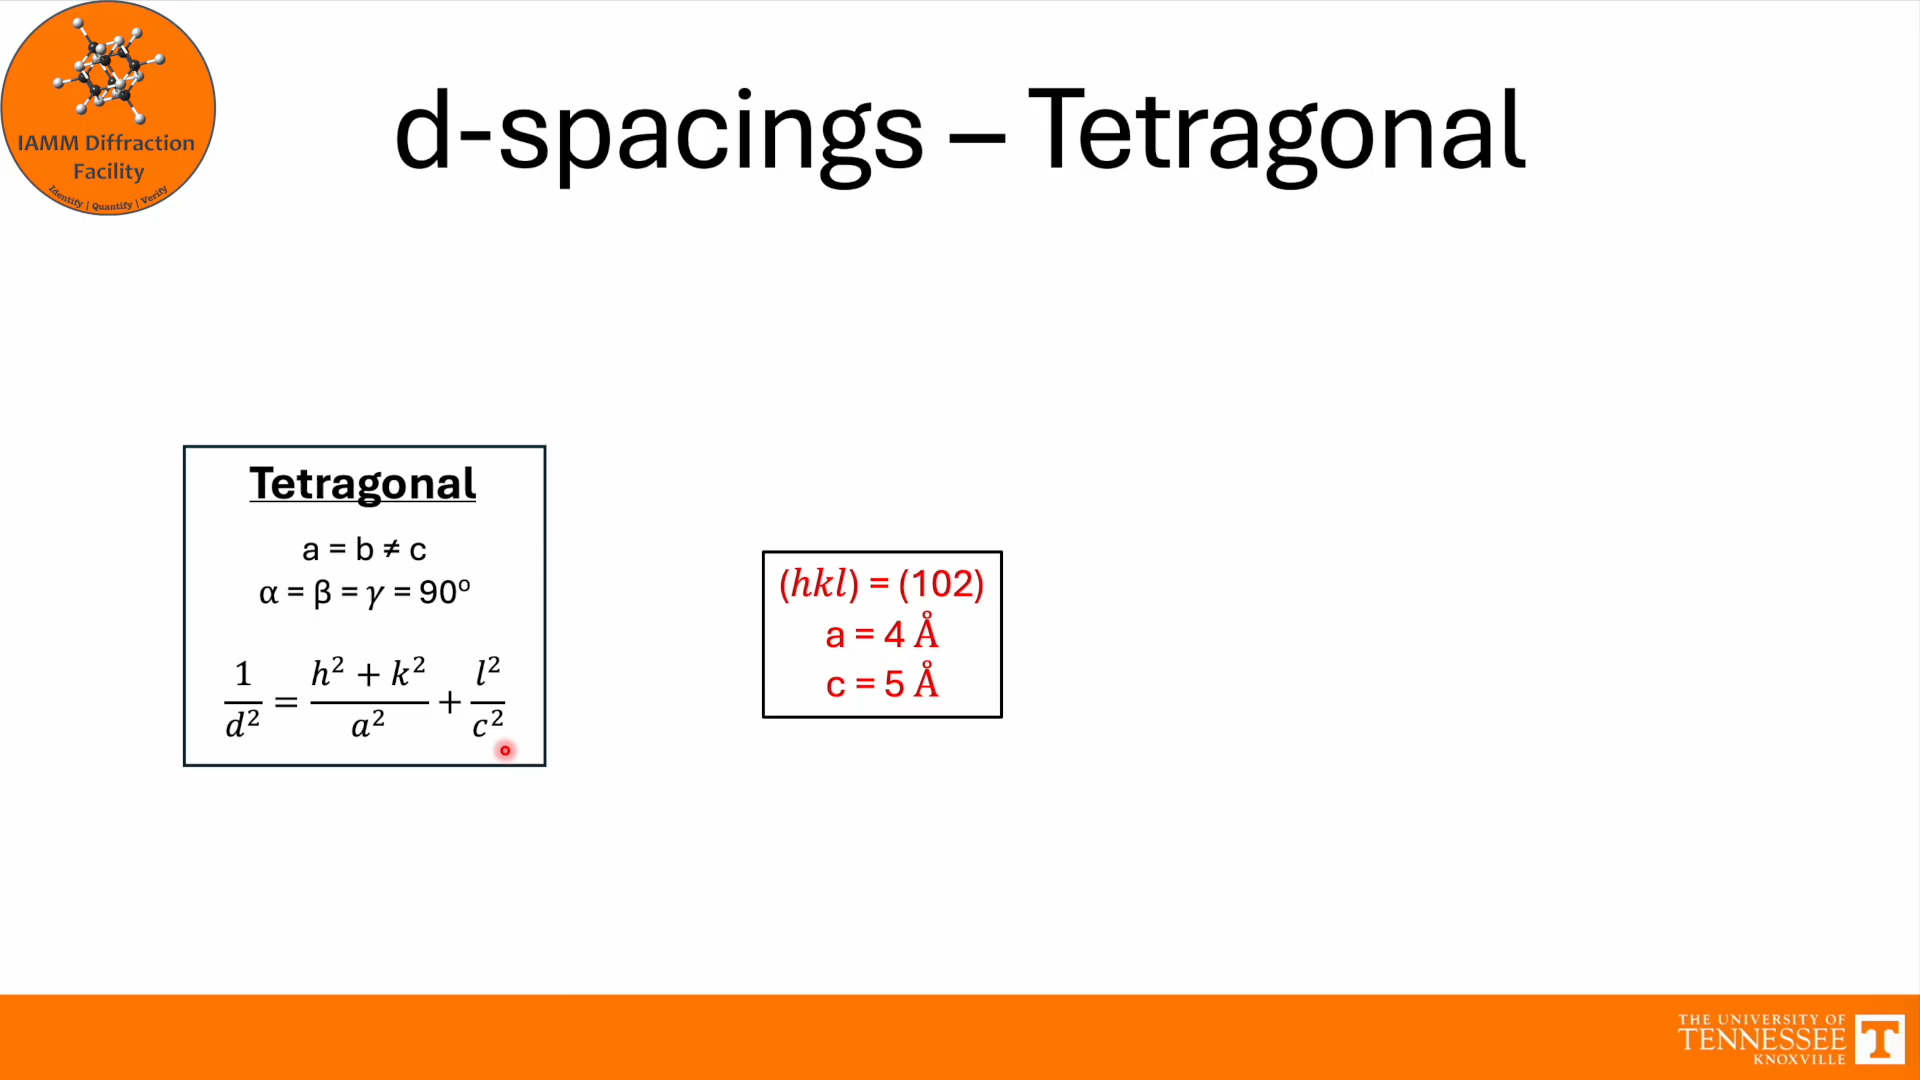 IAMM Diffraction
Facility
Identify | Quantify | Verify
d-spacings – Tetragonal
Tetragonal
a = b ≠ c
α = β = γ = 90º
1/d² = (h² + k²)/a² + l²/c²
(hkl) = (102)
a = 4 Å
c = 5 Å
THE UNIVERSITY OF
TENNESSEE
KNOXVILLE
T